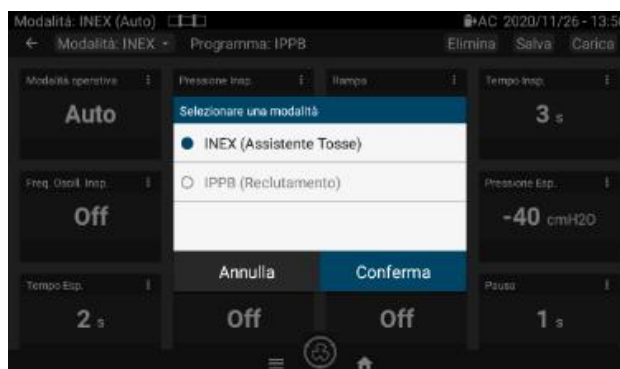 Modalità: INEX (Auto) AC 2020/11/26 - 13:50
← Modalità: INEX Programma: IPPB Elimina Salva Carica
Modalità operativa Pressione Insp. Rampa Tempo Insp.
Auto 3 s
Selezionare una modalità
INEX (Assistente Tosse)
IPPB (Reclutamento)
Freq. Oscill. Insp. Pressione Esp.
Off -40 cmH2O
Annulla Conferma
Tempo Esp. Pausa
2 s Off Off 1 s